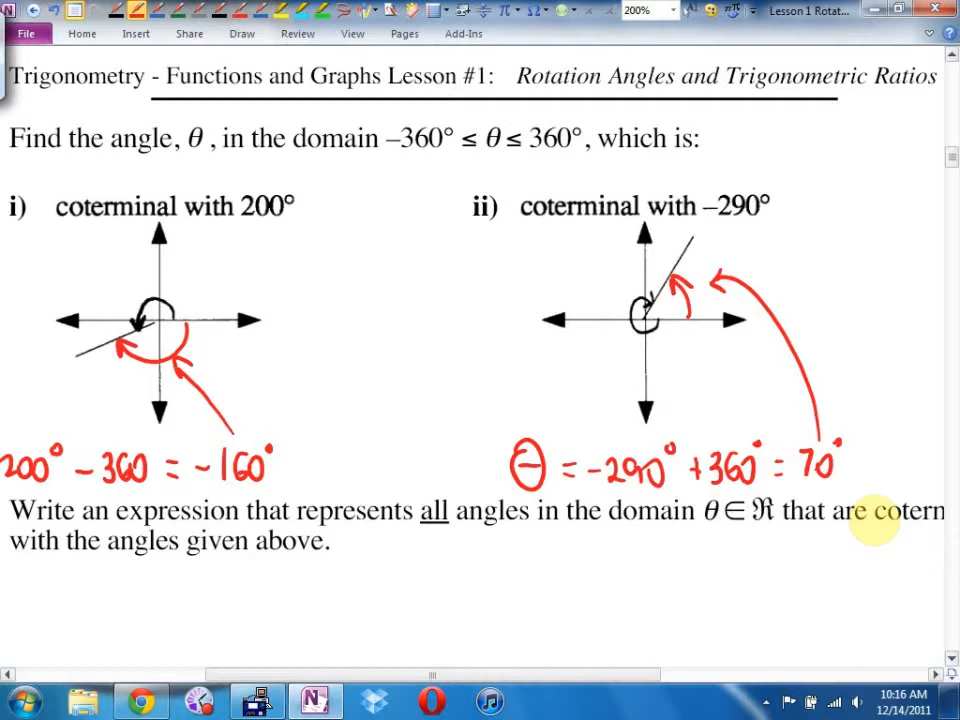 200%
Lesson 1 Rotat...
File Home Insert Share Draw Review View Pages Add-Ins
Trigonometry - Functions and Graphs Lesson #1: Rotation Angles and Trigonometric Ratios
Find the angle, θ , in the domain –360° ≤ θ ≤ 360°, which is:
i) coterminal with 200°
ii) coterminal with –290°
200° - 360 = -160°
θ = -290° + 360° = 70°
Write an expression that represents all angles in the domain θ ∈ ℜ that are cotern
with the angles given above.
10:16 AM
12/14/2011